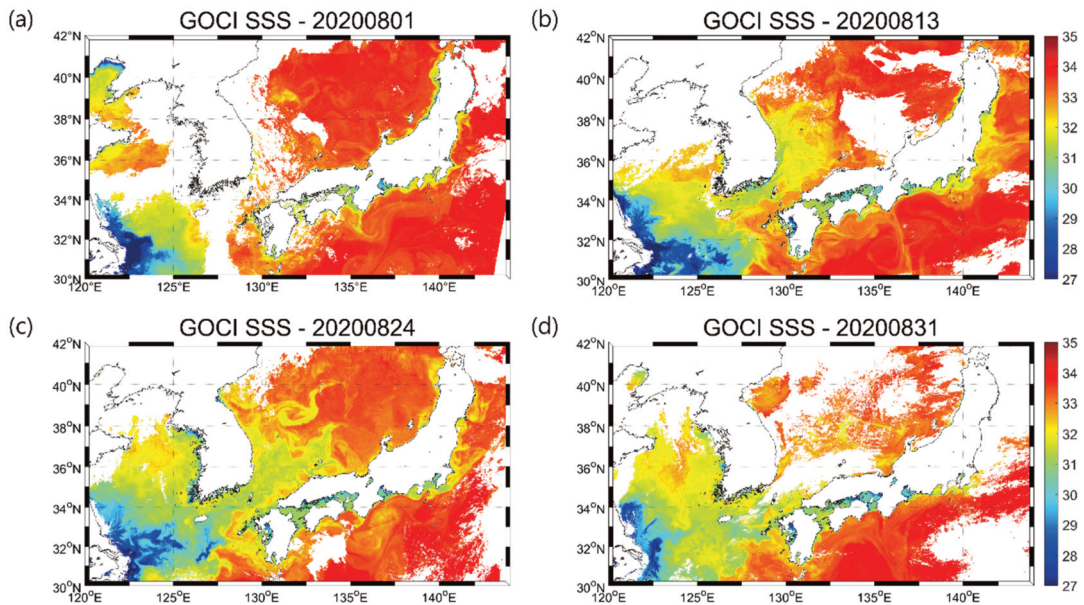 (a) GOCI SSS - 20200801
42°N
40°N
38°N
36°N
34°N
32°N
30°N
120°E 125°E 130°E 135°E 140°E
(b) GOCI SSS - 20200813
42°N
40°N
38°N
36°N
34°N
32°N
30°N
120°E 125°E 130°E 135°E 140°E
35
34
33
32
31
30
29
28
27
(c) GOCI SSS - 20200824
42°N
40°N
38°N
36°N
34°N
32°N
30°N
120°E 125°E 130°E 135°E 140°E
(d) GOCI SSS - 20200831
42°N
40°N
38°N
36°N
34°N
32°N
30°N
120°E 125°E 130°E 135°E 140°E
35
34
33
32
31
30
29
28
27